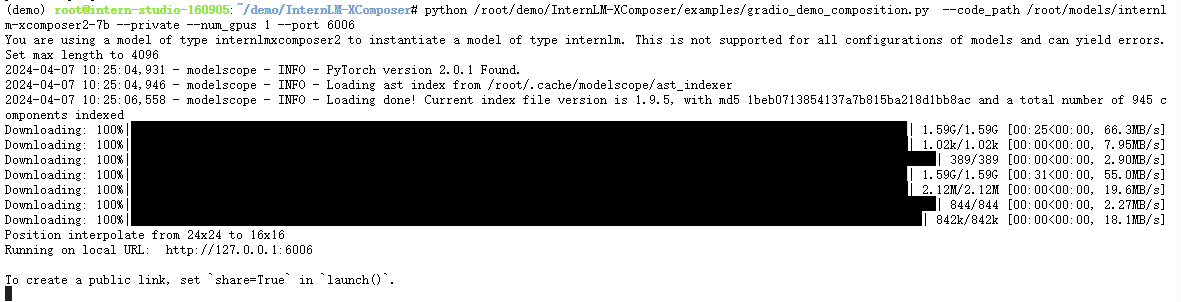 (demo) root@intern-studio-160905:~/demo/InternLM-XComposer# python /root/demo/InternLM-XComposer/examples/gradio_demo_composition.py  --code_path /root/models/internl
m-xcomposer2-7b --private --num_gpus 1 --port 6006
You are using a model of type internlmxcomposer2 to instantiate a model of type internlm. This is not supported for all configurations of models and can yield errors.
Set max length to 4096
2024-04-07 10:25:04,931 - modelscope - INFO - PyTorch version 2.0.1 Found.
2024-04-07 10:25:04,946 - modelscope - INFO - Loading ast index from /root/.cache/modelscope/ast_indexer
2024-04-07 10:25:06,558 - modelscope - INFO - Loading done! Current index file version is 1.9.5, with md5 1beb0713854137a7b815ba218d1bb8ac and a total number of 945 c
omponents indexed
Downloading: 100%| | 1.59G/1.59G [00:25<00:00, 66.3MB/s]
Downloading: 100%| | 1.02k/1.02k [00:00<00:00, 7.95MB/s]
Downloading: 100%| | 389/389 [00:00<00:00, 2.90MB/s]
Downloading: 100%| | 1.59G/1.59G [00:31<00:00, 55.0MB/s]
Downloading: 100%| | 2.12M/2.12M [00:00<00:00, 19.6MB/s]
Downloading: 100%| | 844/844 [00:00<00:00, 2.27MB/s]
Downloading: 100%| | 842k/842k [00:00<00:00, 18.1MB/s]
Position interpolate from 24x24 to 16x16
Running on local URL:  http://127.0.0.1:6006
To create a public link, set `share=True` in `launch()`.